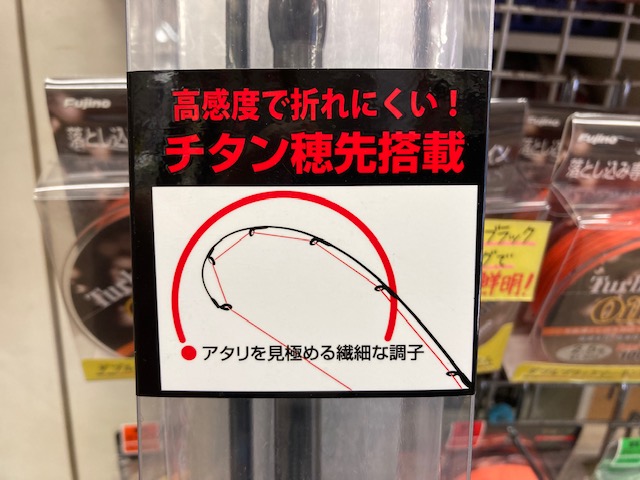 高感度で折れにくい！
チタン穂先搭載
●アタリを見極める繊細な調子
Fujino
落とし込み
Fujino
落とし込み専
ブラック
鮮明!